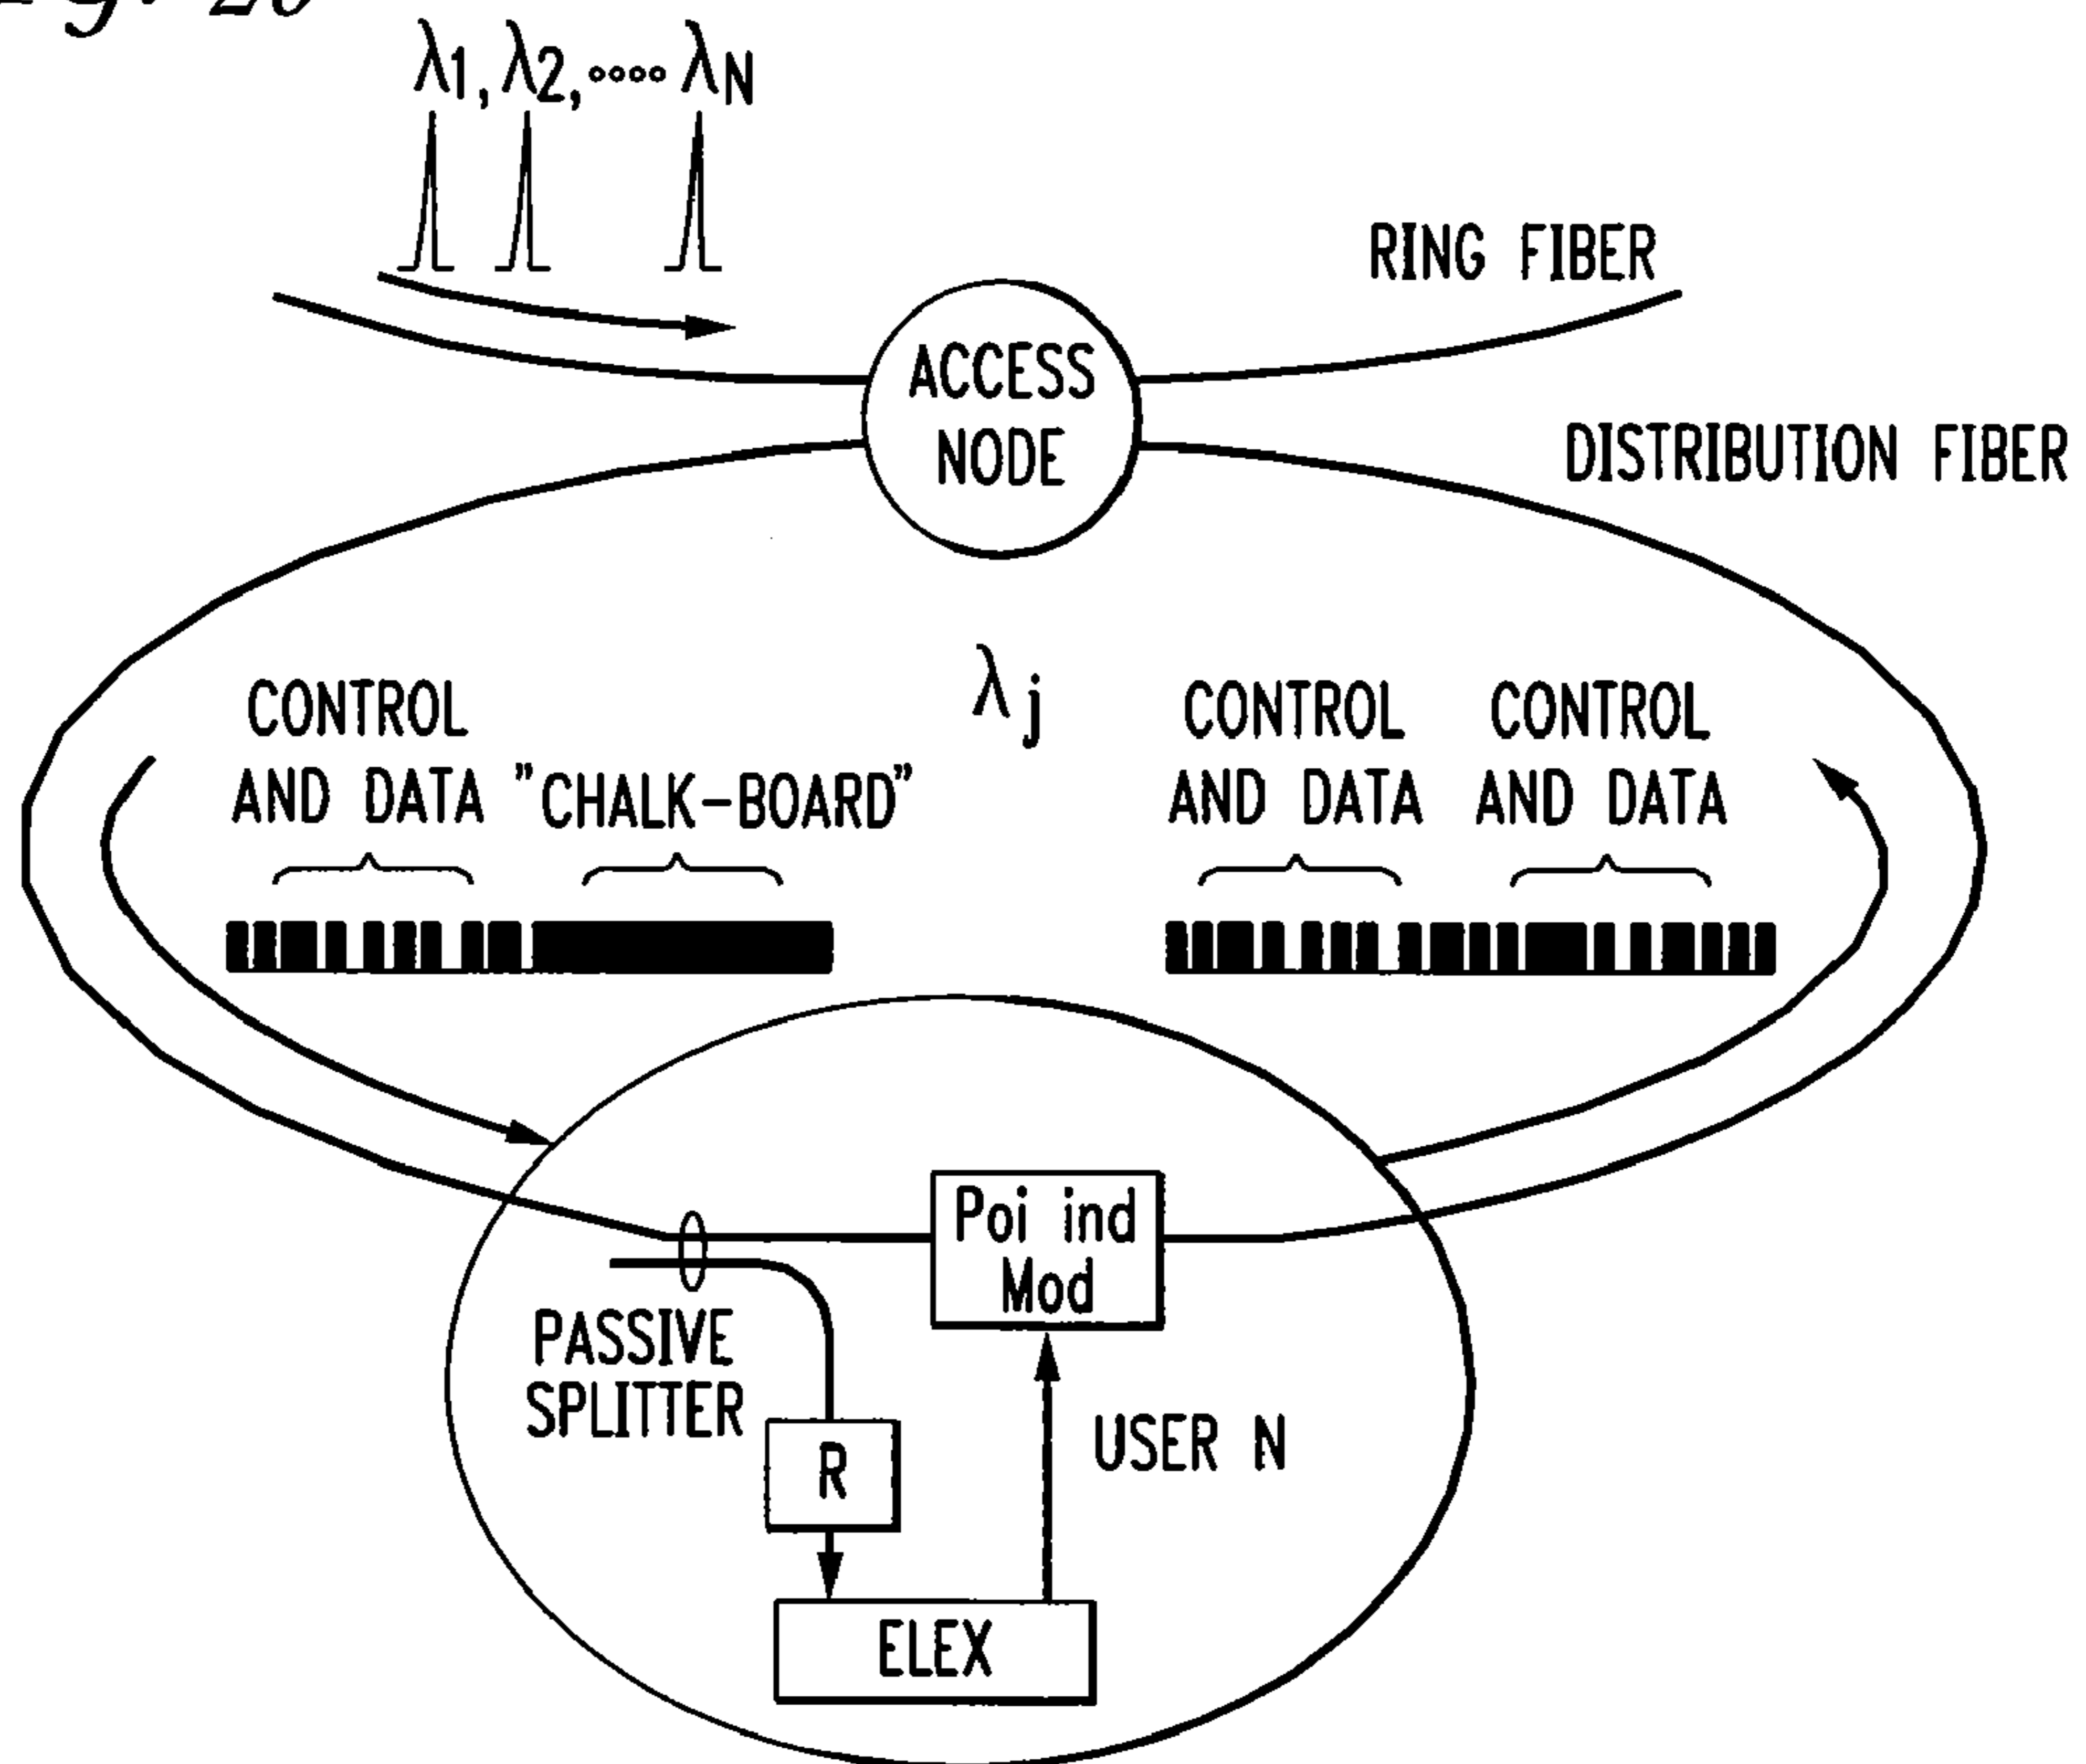 λ1, λ2, ∘∘∘∘ λN
RING FIBER
ACCESS
NODE
DISTRIBUTION FIBER
λj
CONTROL
AND DATA
"CHALK-BOARD"
CONTROL
AND DATA
CONTROL
AND DATA
Poi ind
Mod
PASSIVE
SPLITTER
R
USER N
ELEX